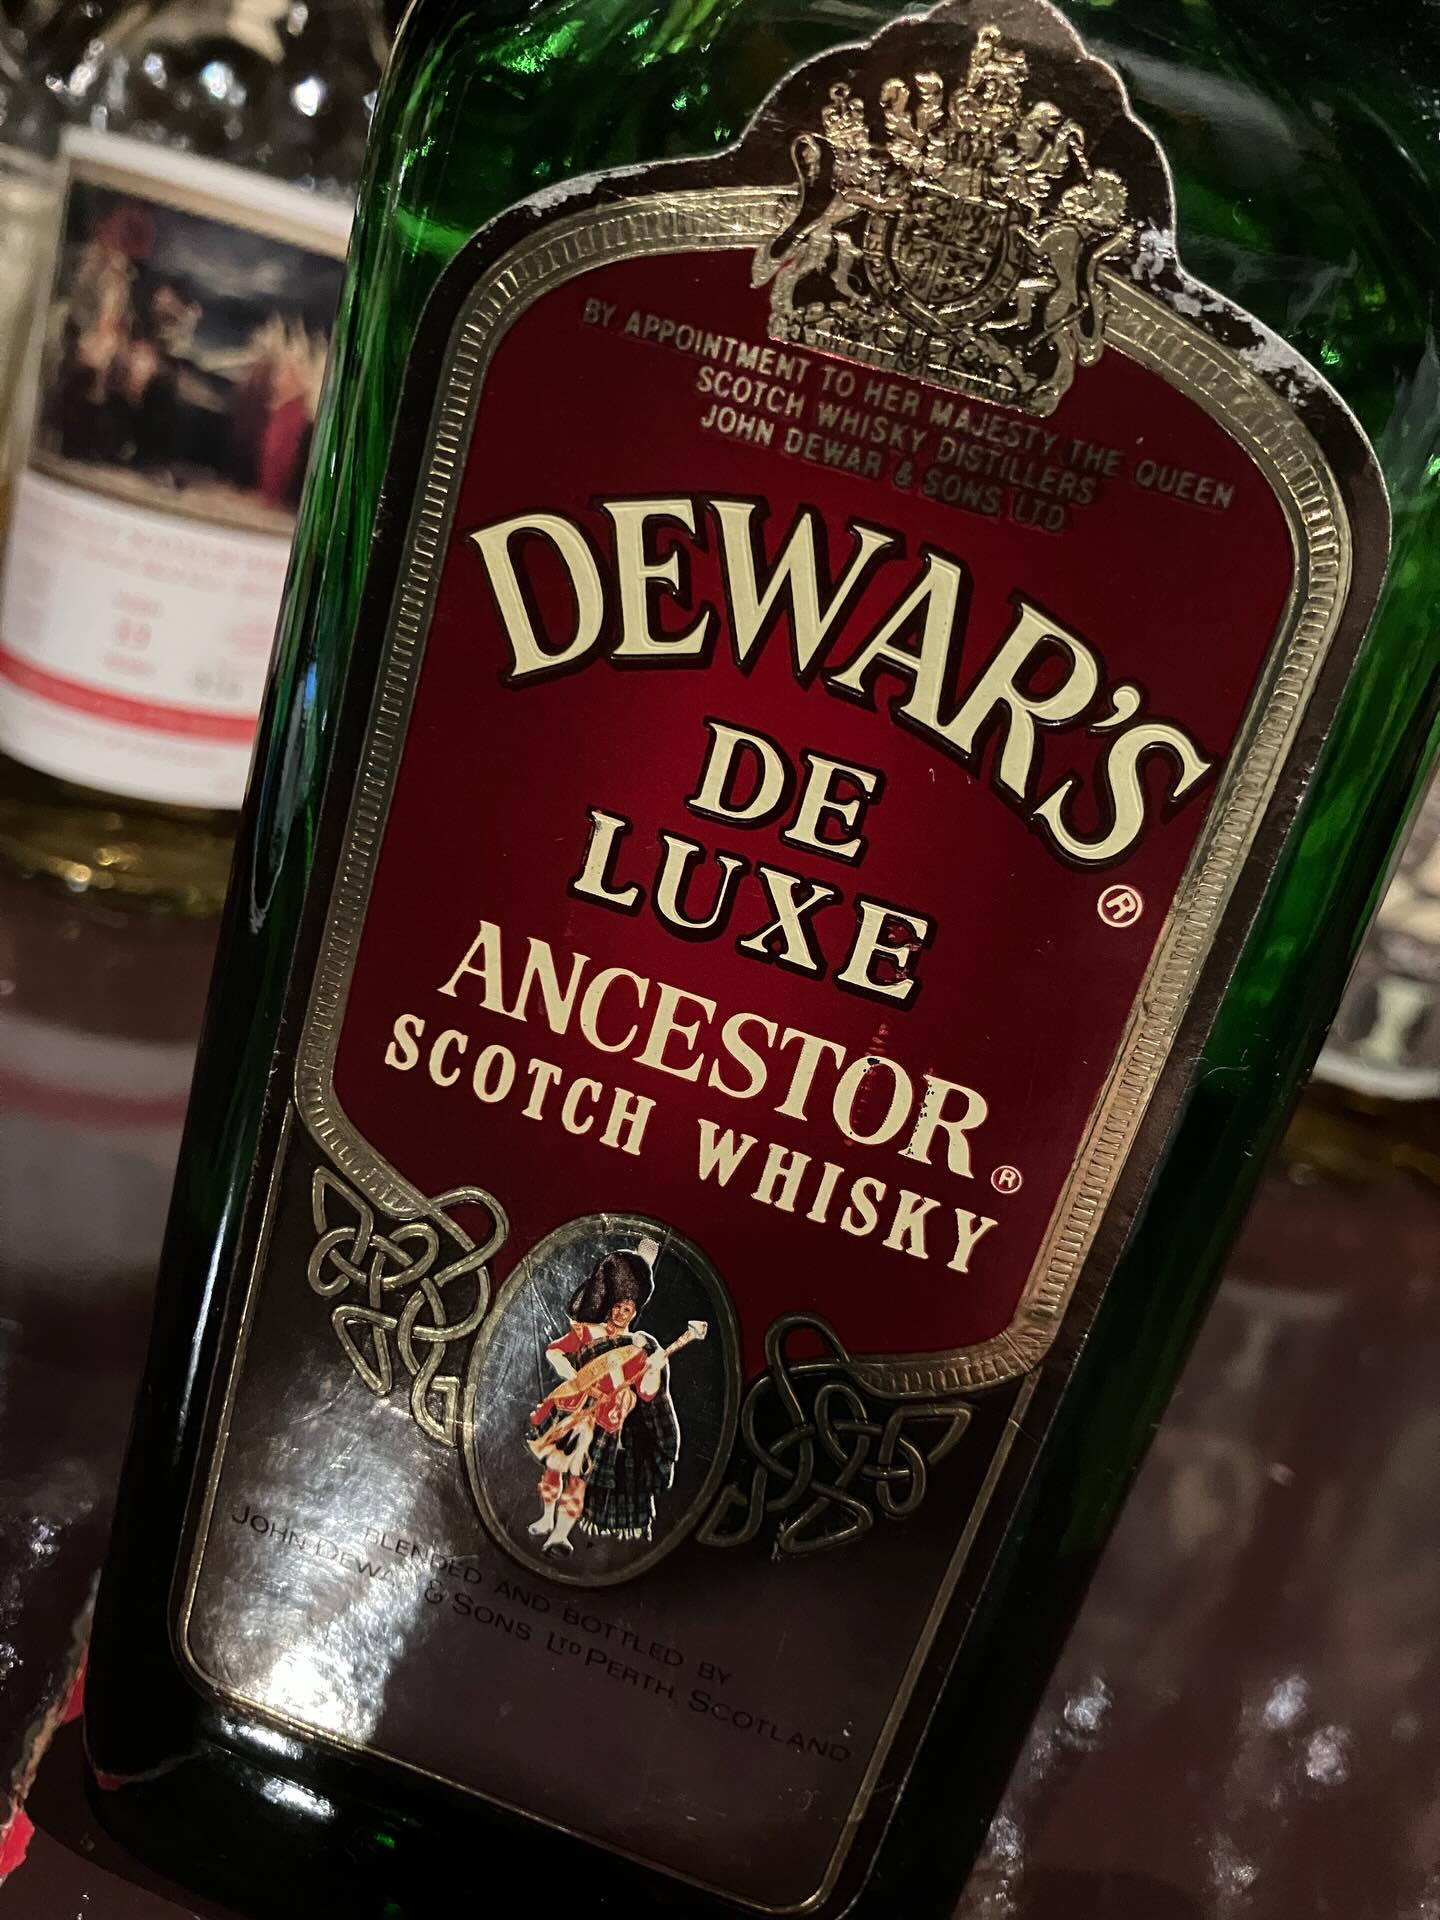 BY APPOINTMENT TO HER MAJESTY THE QUEEN
SCOTCH WHISKY DISTILLERS
JOHN DEWAR & SONS LTD
DEWAR'S ®
DE
LUXE
ANCESTOR ®
SCOTCH WHISKY
BLENDED AND BOTTLED BY
JOHN DEWAR & SONS LTD PERTH, SCOTLAND